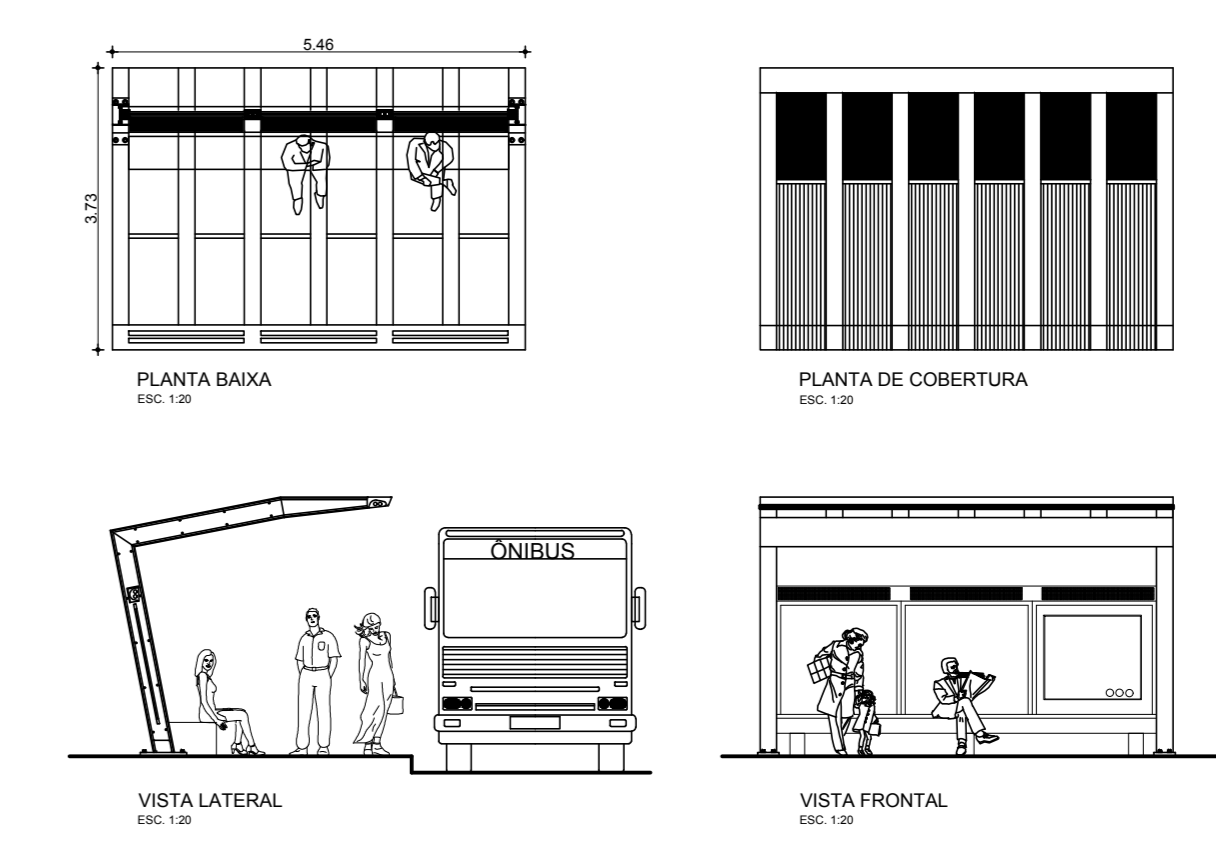 5.46
3.73
PLANTA BAIXA
ESC. 1:20
PLANTA DE COBERTURA
ESC. 1:20
ÔNIBUS
VISTA LATERAL
ESC. 1:20
VISTA FRONTAL
ESC. 1:20